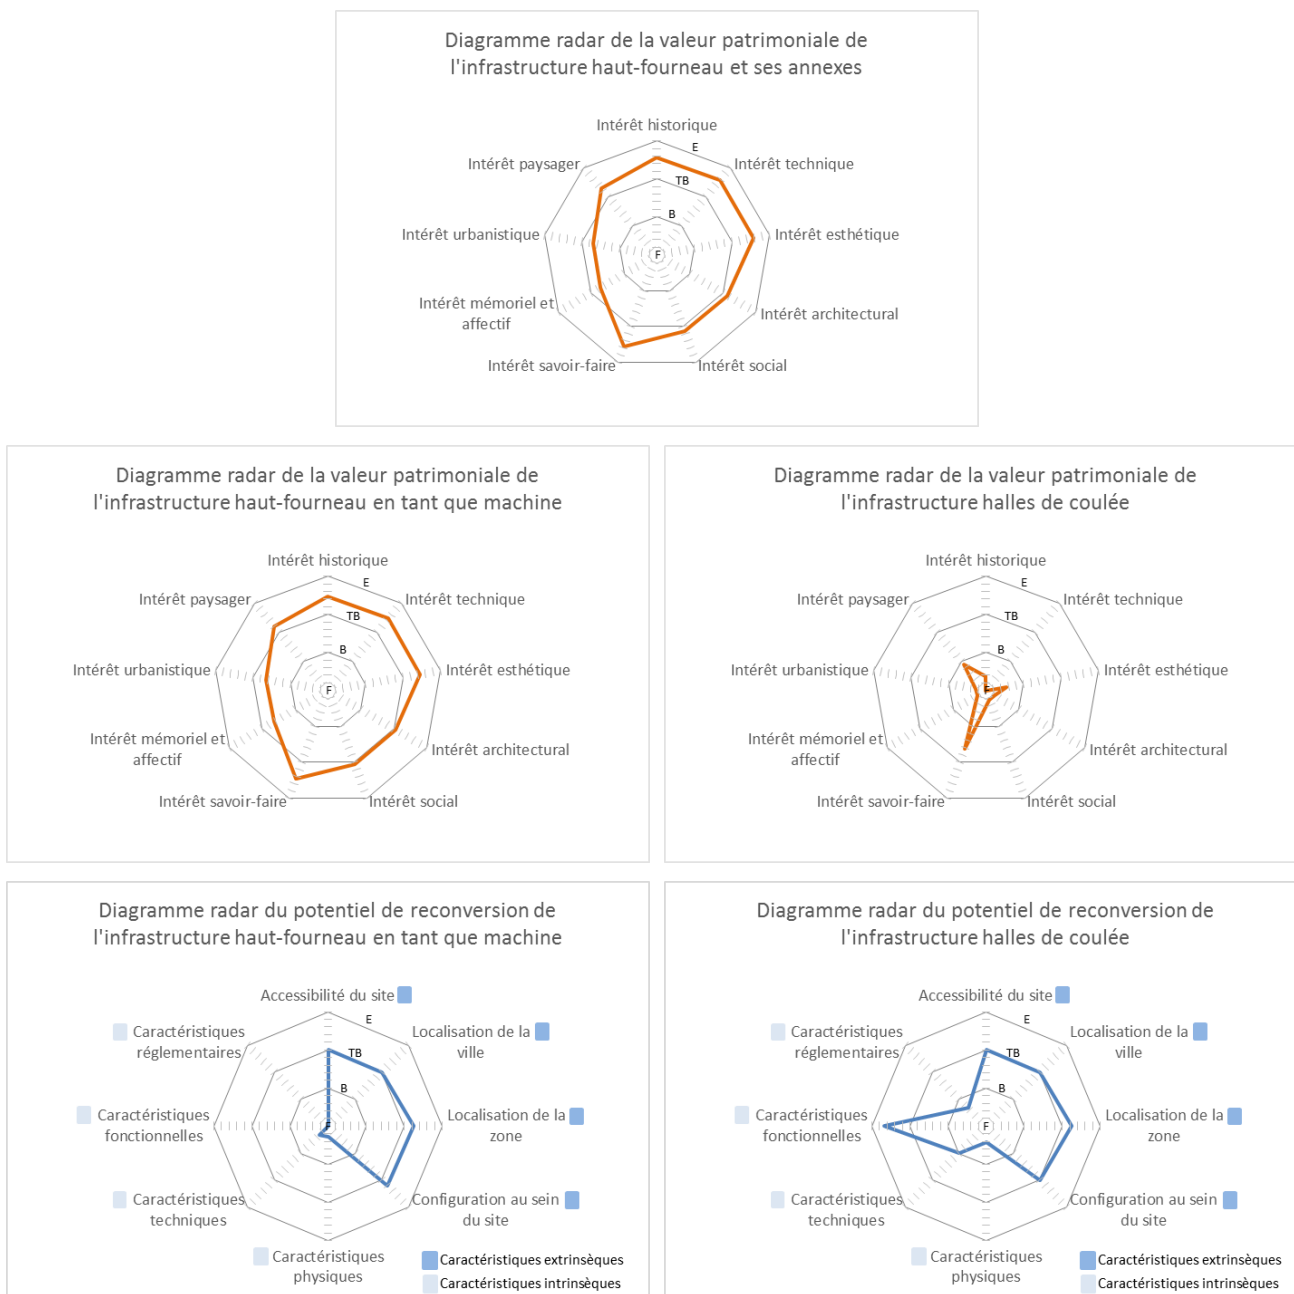 Diagramme radar de la valeur patrimoniale de
l'infrastructure haut-fourneau et ses annexes
Intérêt historique
E
Intérêt paysager
Intérêt technique
TB
B
Intérêt urbanistique
Intérêt esthétique
F
Intérêt mémoriel et
affectif
Intérêt architectural
Intérêt savoir-faire
Intérêt social
Diagramme radar de la valeur patrimoniale de
l'infrastructure haut-fourneau en tant que machine
Intérêt historique
E
Intérêt paysager
Intérêt technique
TB
B
Intérêt urbanistique
Intérêt esthétique
F
Intérêt mémoriel et
affectif
Intérêt architectural
Intérêt savoir-faire
Intérêt social
Diagramme radar de la valeur patrimoniale de
l'infrastructure halles de coulée
Intérêt historique
E
Intérêt paysager
Intérêt technique
TB
B
Intérêt urbanistique
Intérêt esthétique
F
Intérêt mémoriel et
affectif
Intérêt architectural
Intérêt savoir-faire
Intérêt social
Diagramme radar du potentiel de reconversion de
l'infrastructure haut-fourneau en tant que machine
Accessibilité du site
E
Caractéristiques
réglementaires
Localisation de la
ville
TB
B
Caractéristiques
fonctionnelles
F
Localisation de la
zone
Caractéristiques
techniques
Configuration au sein
du site
Caractéristiques
physiques
Caractéristiques extrinsèques
Caractéristiques intrinsèques
Diagramme radar du potentiel de reconversion de
l'infrastructure halles de coulée
Accessibilité du site
E
Caractéristiques
réglementaires
Localisation de la
ville
TB
B
Caractéristiques
fonctionnelles
F
Localisation de la
zone
Caractéristiques
techniques
Configuration au sein
du site
Caractéristiques
physiques
Caractéristiques extrinsèques
Caractéristiques intrinsèques